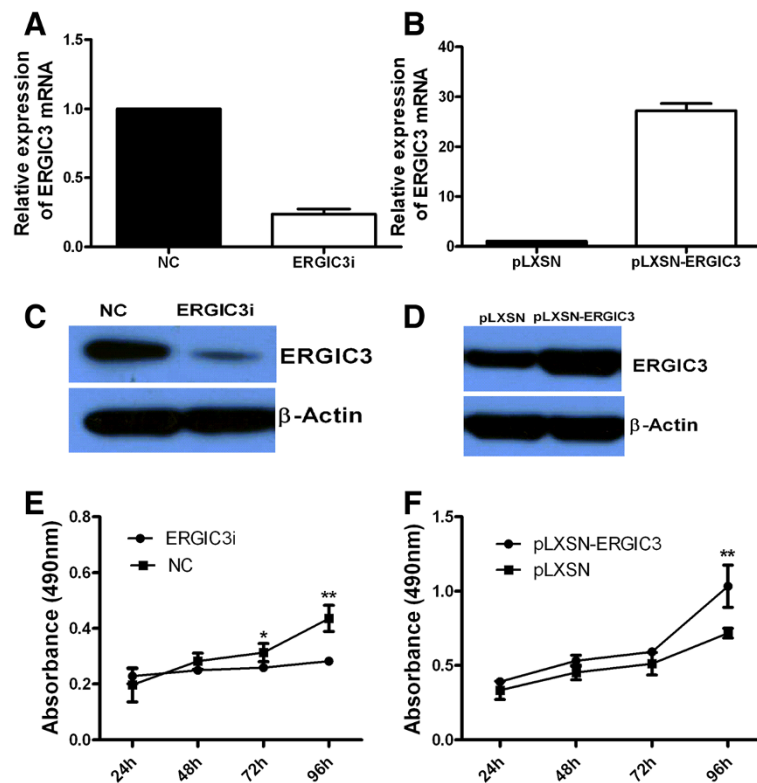 A
Relative expression
of ERGIC3 mRNA
1.5
1.0
0.5
0.0
NC
ERGIC3i
B
Relative expression
of ERGIC3 mRNA
40
30
20
10
0
pLXSN
pLXSN-ERGIC3
C
NC ERGIC3i
ERGIC3
β-Actin
D
pLXSN pLXSN-ERGIC3
ERGIC3
β-Actin
E
Absorbance (490nm)
0.8
0.6
0.4
0.2
0.0
ERGIC3i
NC
*
**
24h 48h 72h 96h
F
Absorbance (490nm)
1.5
1.0
0.5
0.0
pLXSN-ERGIC3
pLXSN
**
24h 48h 72h 96h